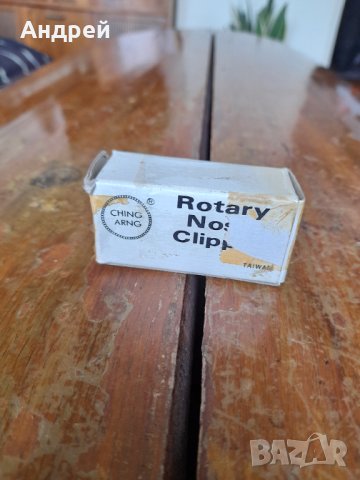 Андрей
CHING
ARNG
®
Rotary
Nos
Clipp
TAIWAN
BAZAR